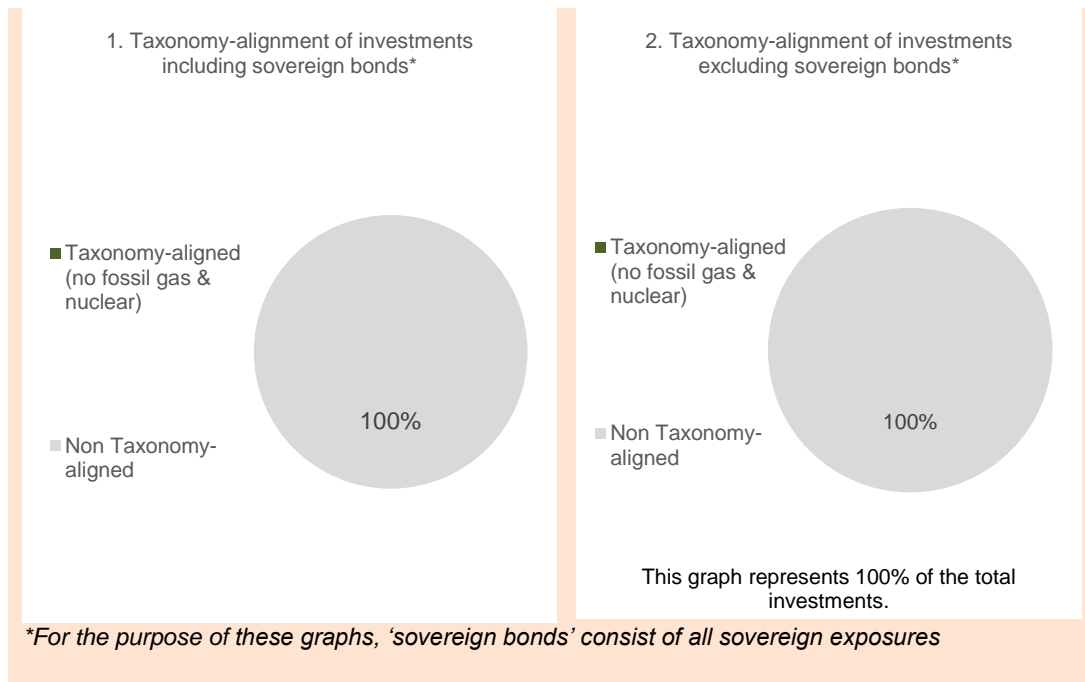 1. Taxonomy-alignment of investments
including sovereign bonds*
Taxonomy-aligned
(no fossil gas &
nuclear)
Non Taxonomy-
aligned
100%
2. Taxonomy-alignment of investments
excluding sovereign bonds*
Taxonomy-aligned
(no fossil gas &
nuclear)
Non Taxonomy-
aligned
100%
This graph represents 100% of the total
investments.
*For the purpose of these graphs, ‘sovereign bonds’ consist of all sovereign exposures